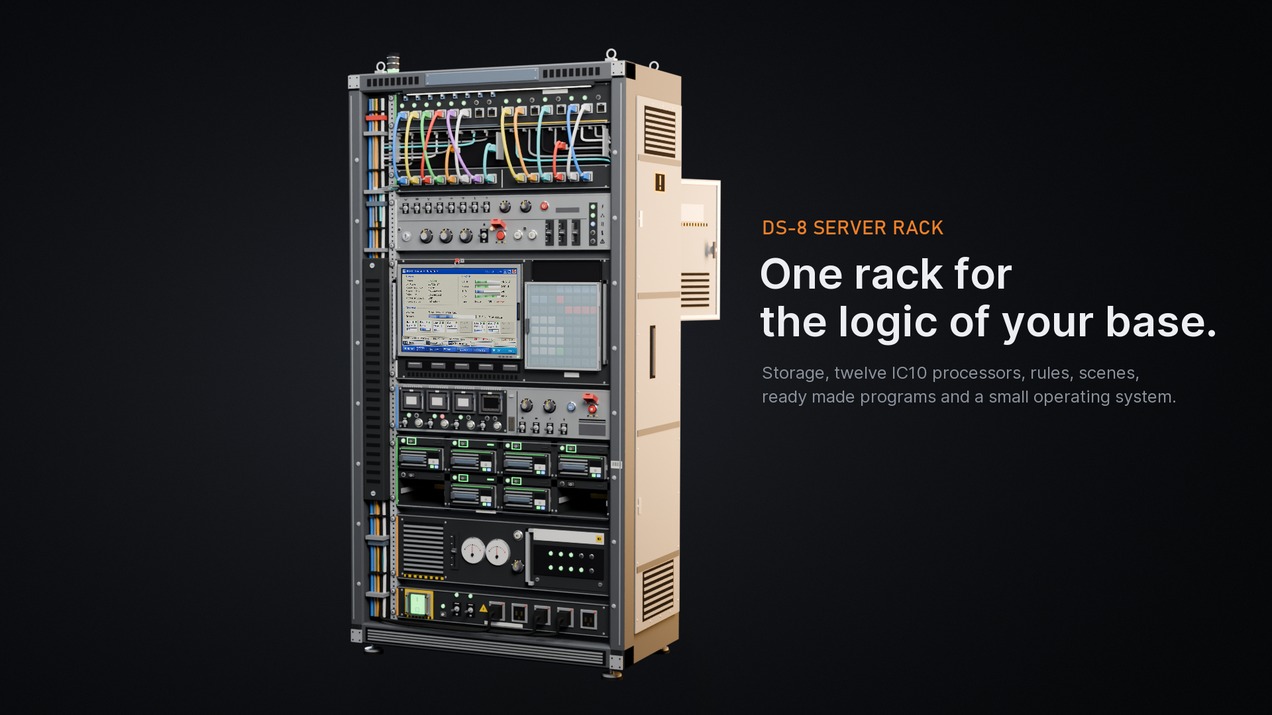 DS-8 SERVER RACK
One rack for
the logic of your base.
Storage, twelve IC10 processors, rules, scenes,
ready made programs and a small operating system.